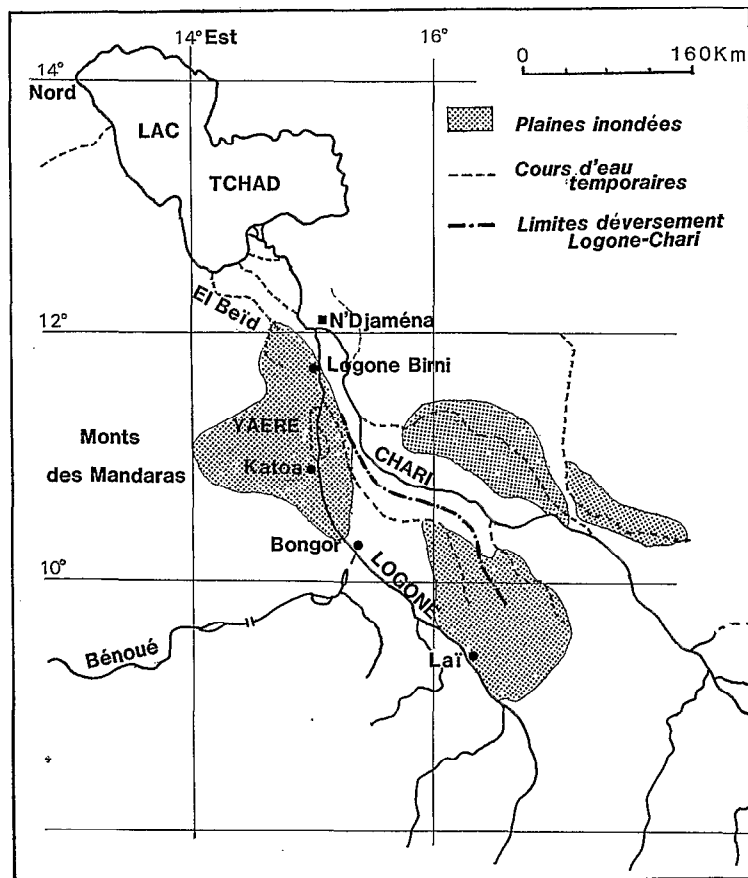 14° Est
16°
0 160Km
14°
Nord
LAC
TCHAD
Plaines inondées
Cours d'eau
temporaires
Limites déversement
Logone-Chari
El Beïd
12°
N'Djaména
Logone Birni
YAERE
Monts
des Mandaras
Katoa
CHARI
Bongor
LOGONE
10°
Bénoué
Laï